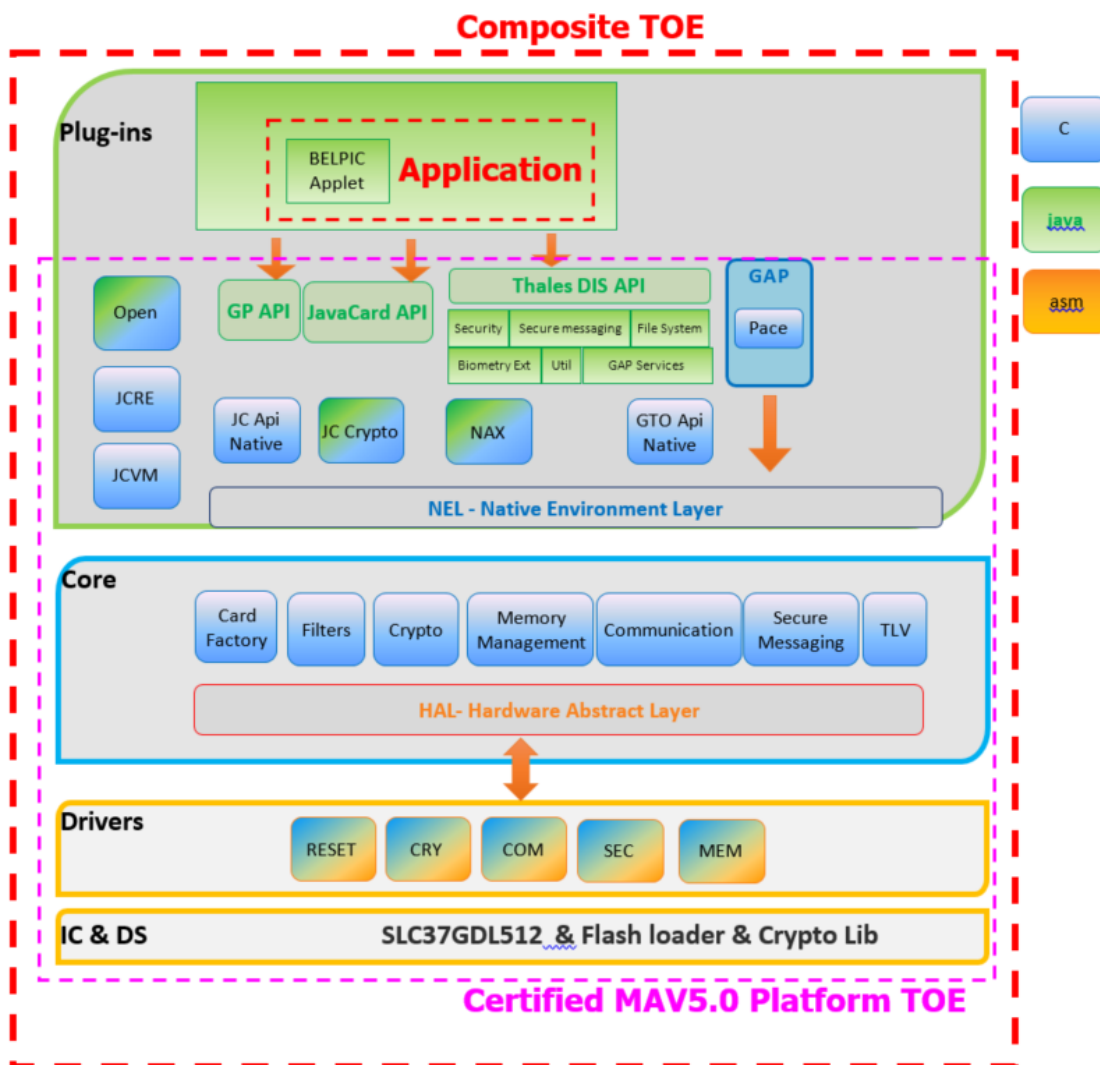 Composite TOE
Plug-ins
BELPIC
Applet
Application
C
java
asm
Open
GP API
JavaCard API
Thales DIS API
GAP
Security
Secure messaging
File System
Pace
Biometry Ext
Util
GAP Services
JCRE
JC Api
Native
JC Crypto
NAX
GTO Api
Native
JCVM
NEL - Native Environment Layer
Core
Card
Factory
Filters
Crypto
Memory
Management
Communication
Secure
Messaging
TLV
HAL- Hardware Abstract Layer
Drivers
RESET
CRY
COM
SEC
MEM
IC & DS
SLC37GDL512 & Flash loader & Crypto Lib
Certified MAV5.0 Platform TOE